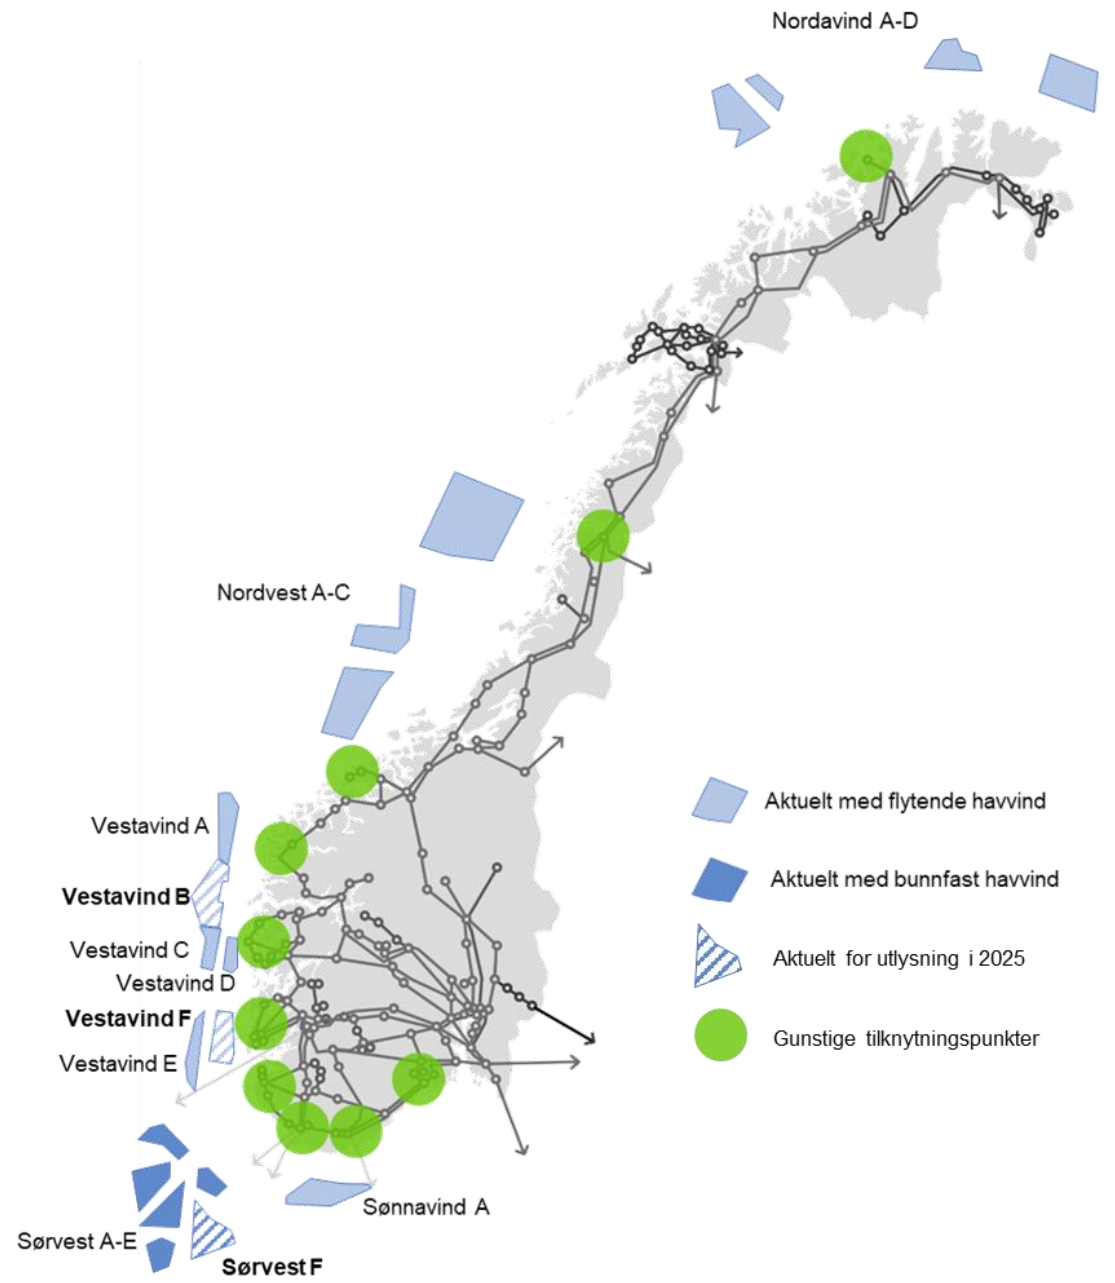 Nordavind A-D
Nordvest A-C
Vestavind A
Vestavind B
Vestavind C
Vestavind D
Vestavind F
Vestavind E
Sørvest A-E
Sørvest F
Sønnavind A
Aktuelt med flytende havvind
Aktuelt med bunnfast havvind
Aktuelt for utlysning i 2025
Gunstige tilknytningspunkter